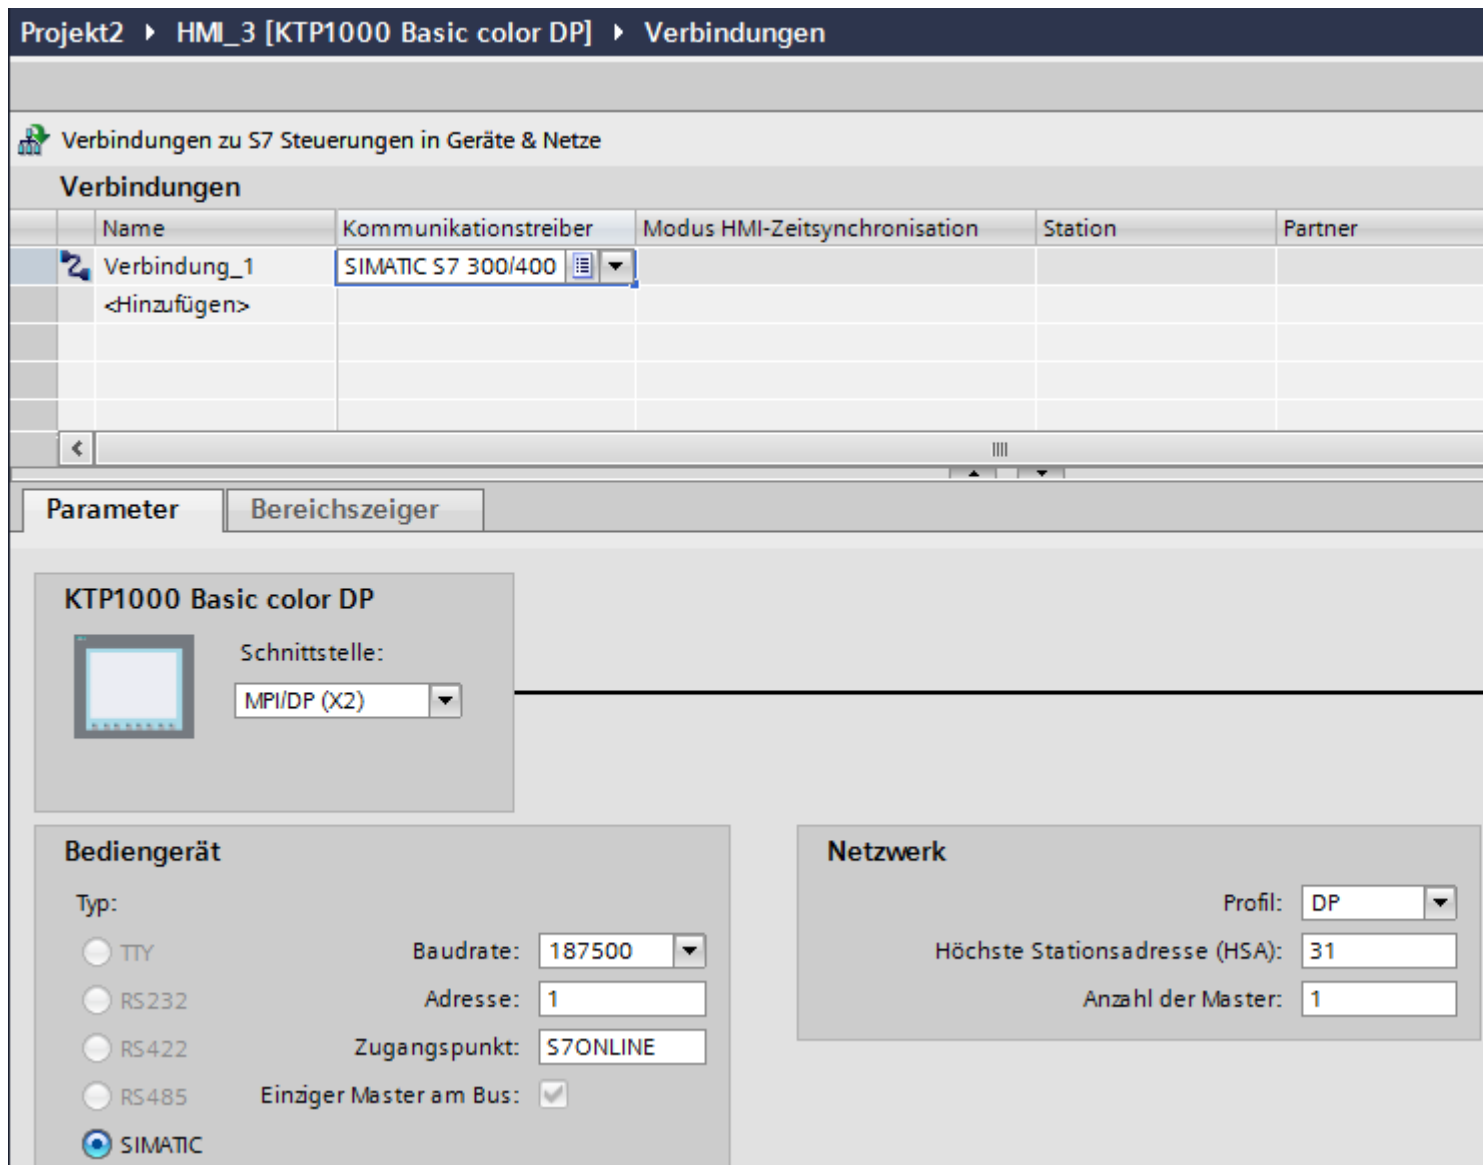 Projekt2 ▸ HMI_3 [KTP1000 Basic color DP] ▸ Verbindungen
Verbindungen zu S7 Steuerungen in Geräte & Netze
Verbindungen
Name Kommunikationstreiber Modus HMI-Zeitsynchronisation Station Partner
Verbindung_1 SIMATIC S7 300/400
<Hinzufügen>
Parameter Bereichszeiger
KTP1000 Basic color DP
Schnittstelle:
MPI/DP (X2)
Bediengerät
Typ:
TTY Baudrate: 187500
RS232 Adresse: 1
RS422 Zugangspunkt: S7ONLINE
RS485 Einziger Master am Bus:
SIMATIC
Netzwerk
Profil: DP
Höchste Stationsadresse (HSA): 31
Anzahl der Master: 1